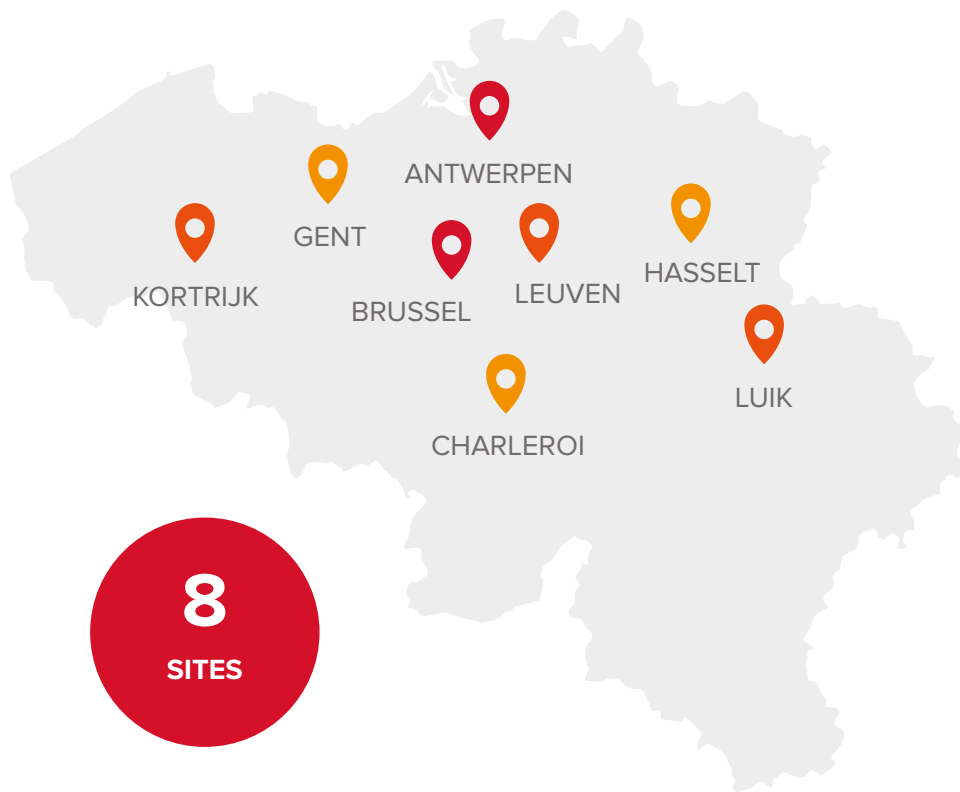 ANTWERPEN
GENT
HASSELT
LEUVEN
KORTRIJK
BRUSSEL
LUIK
CHARLEROI
8
SITES